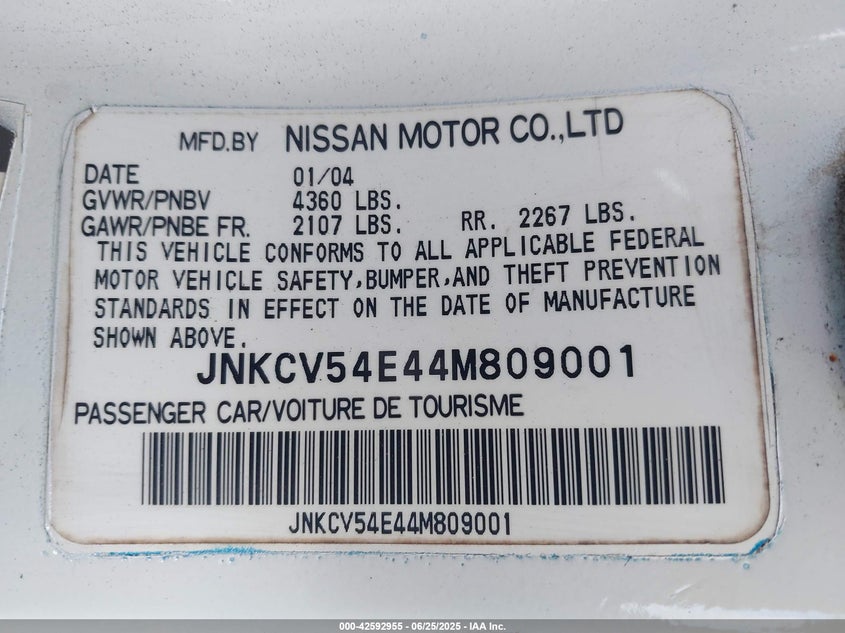 MFD.BY NISSAN MOTOR CO.,LTD
DATE 01/04
GVWR/PNBV 4360 LBS.
GAWR/PNBE FR. 2107 LBS. RR. 2267 LBS.
THIS VEHICLE CONFORMS TO ALL APPLICABLE FEDERAL
MOTOR VEHICLE SAFETY,BUMPER,AND THEFT PREVENTION
STANDARDS IN EFFECT ON THE DATE OF MANUFACTURE
SHOWN ABOVE.
JNKCV54E44M809001
PASSENGER CAR/VOITURE DE TOURISME
JNKCV54E44M809001
000-42592955 - 06/25/2025 - IAA Inc.